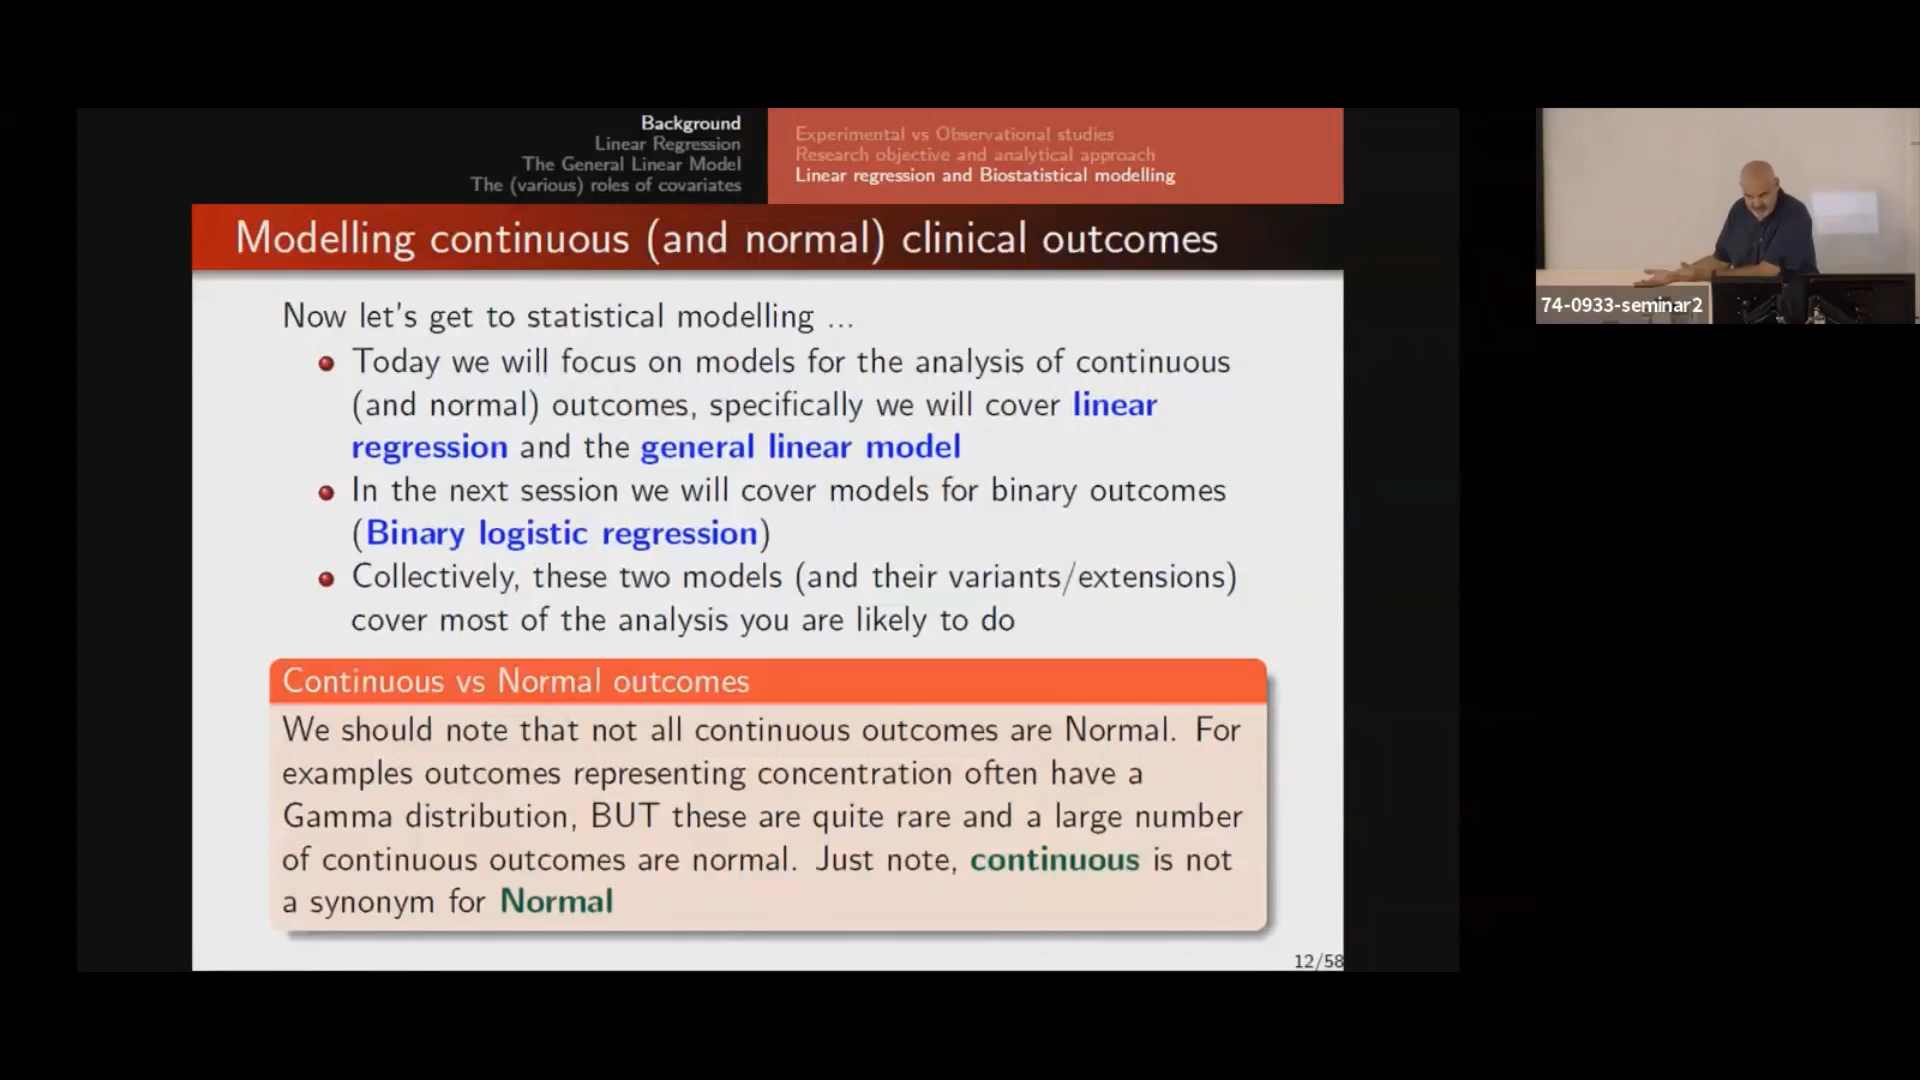 Background
Linear Regression
The General Linear Model
The (various) roles of covariates
Experimental vs Observational studies
Research objective and analytical approach
Linear regression and Biostatistical modelling
Modelling continuous (and normal) clinical outcomes
Now let's get to statistical modelling ...
Today we will focus on models for the analysis of continuous
(and normal) outcomes, specifically we will cover linear
regression and the general linear model
In the next session we will cover models for binary outcomes
(Binary logistic regression)
Collectively, these two models (and their variants/extensions)
cover most of the analysis you are likely to do
Continuous vs Normal outcomes
We should note that not all continuous outcomes are Normal. For
examples outcomes representing concentration often have a
Gamma distribution, BUT these are quite rare and a large number
of continuous outcomes are normal. Just note, continuous is not
a synonym for Normal
12/58
74-0933-seminar2